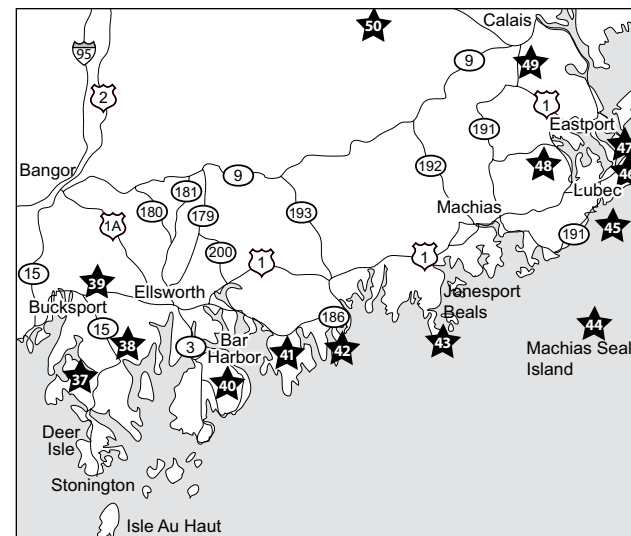 50
Calais
95
9
49
2
1
191
Eastport
47
Bangor
181
9
192
48
46
180
179
193
Machias
Lubec
1A
200
191
45
15
39
Ellsworth
1
1
Bucksport
186
Jonesport
Beals
44
15
38
3
Bar
Harbor
41
42
43
Machias Seal
Island
37
40
Deer
Isle
Stonington
Isle Au Haut